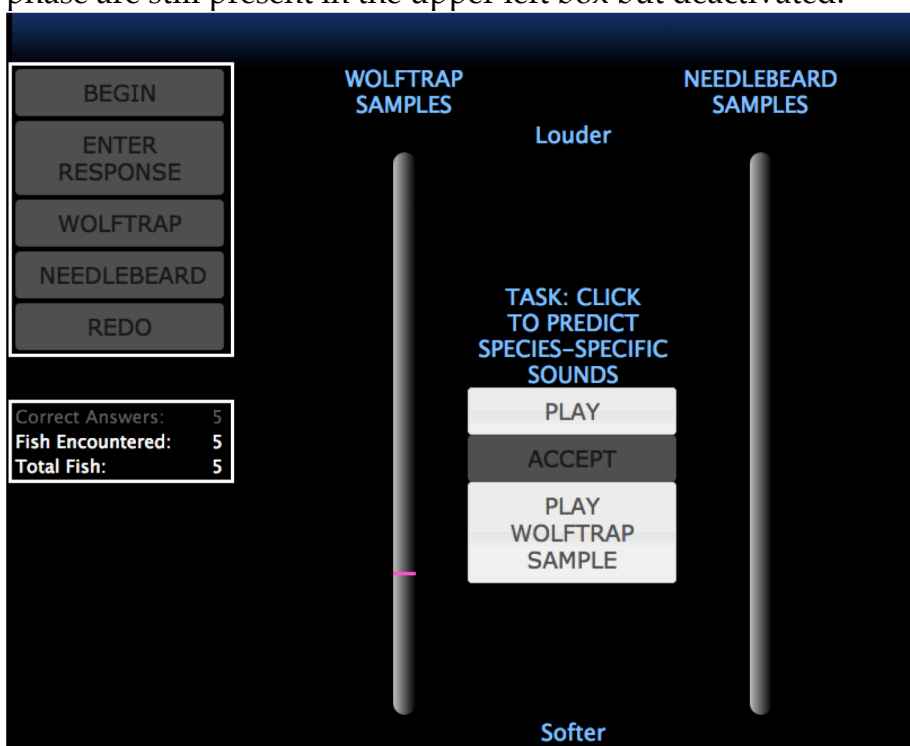 phase are still present in the upper left box but deactivated.
BEGIN
ENTER
RESPONSE
WOLFTRAP
NEEDLEBEARD
REDO
Correct Answers: 5
Fish Encountered: 5
Total Fish: 5
WOLFTRAP
SAMPLES
Louder
TASK: CLICK
TO PREDICT
SPECIES–SPECIFIC
SOUNDS
PLAY
ACCEPT
PLAY
WOLFTRAP
SAMPLE
Softer
NEEDLEBEARD
SAMPLES